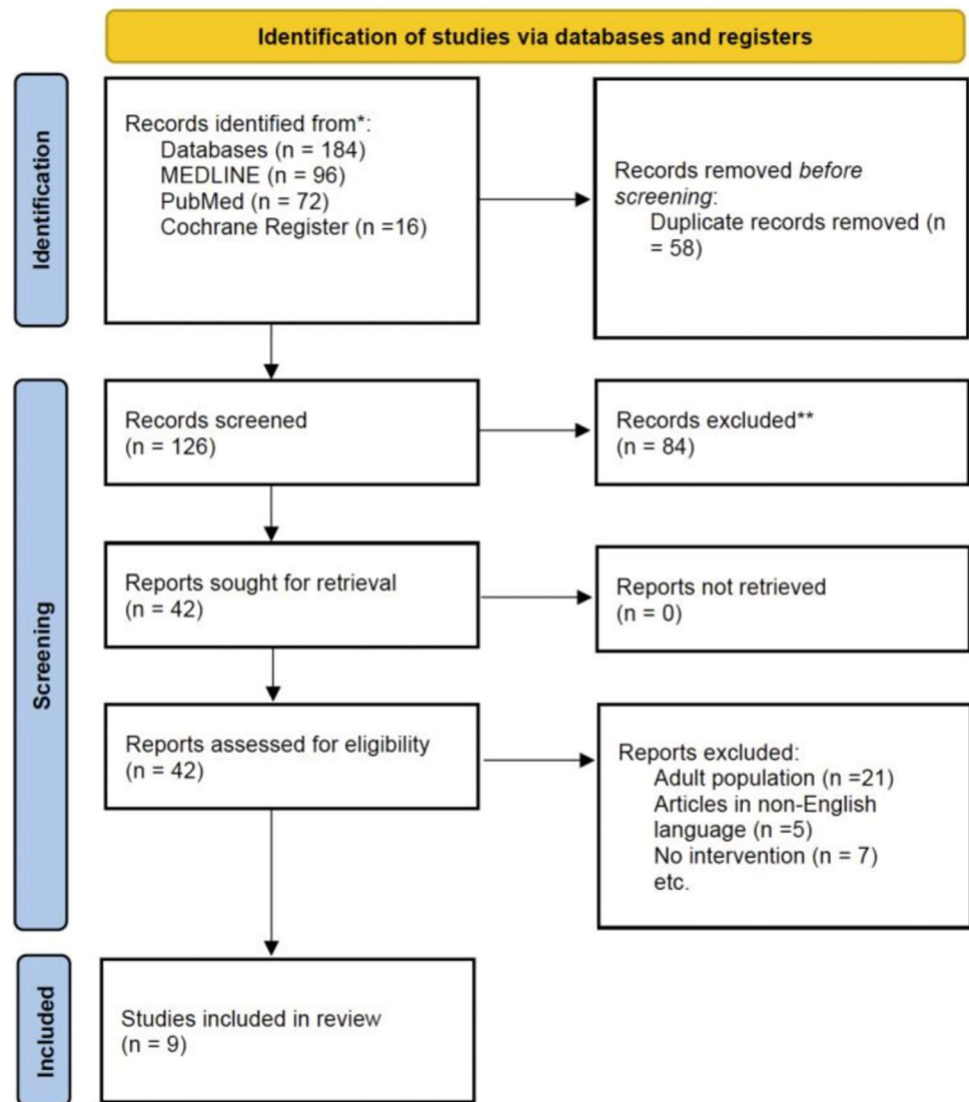 Identification of studies via databases and registers
Identification
Records identified from*:
Databases (n = 184)
MEDLINE (n = 96)
PubMed (n = 72)
Cochrane Register (n =16)
Records removed before
screening:
Duplicate records removed (n
= 58)
Screening
Records screened
(n = 126)
Records excluded**
(n = 84)
Reports sought for retrieval
(n = 42)
Reports not retrieved
(n = 0)
Reports assessed for eligibility
(n = 42)
Reports excluded:
Adult population (n =21)
Articles in non-English
language (n =5)
No intervention (n = 7)
etc.
Included
Studies included in review
(n = 9)